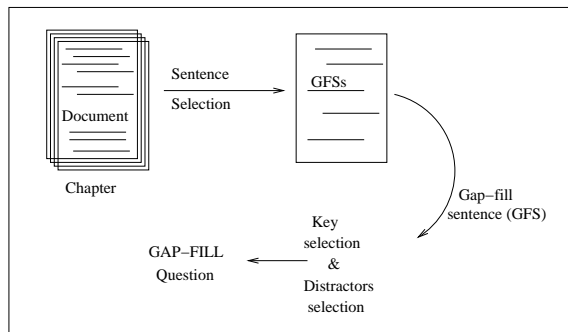 Document
Chapter
Sentence
Selection
GFSs
Gap−fill
sentence (GFS)
Key
selection
&
Distractors
selection
GAP−FILL
Question